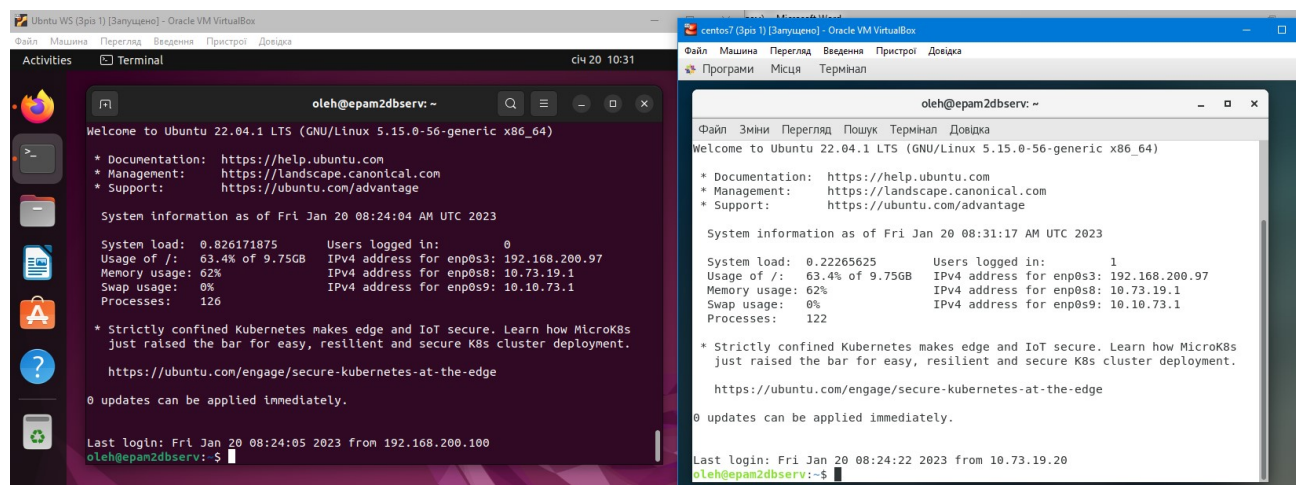 Ubntu WS (Зріз 1) [Запущено] - Oracle VM VirtualBox
Файл Машина Перегляд Введення Пристрої Довідка
Activities Terminal січ 20 10:31
oleh@epam2dbserv: ~
Welcome to Ubuntu 22.04.1 LTS (GNU/Linux 5.15.0-56-generic x86_64)
* Documentation: https://help.ubuntu.com
* Management: https://landscape.canonical.com
* Support: https://ubuntu.com/advantage
System information as of Fri Jan 20 08:24:04 AM UTC 2023
System load: 0.826171875 Users logged in: 0
Usage of /: 63.4% of 9.75GB IPv4 address for enp0s3: 192.168.200.97
Memory usage: 62% IPv4 address for enp0s8: 10.73.19.1
Swap usage: 0% IPv4 address for enp0s9: 10.10.73.1
Processes: 126
* Strictly confined Kubernetes makes edge and IoT secure. Learn how MicroK8s
just raised the bar for easy, resilient and secure K8s cluster deployment.
https://ubuntu.com/engage/secure-kubernetes-at-the-edge
0 updates can be applied immediately.
Last login: Fri Jan 20 08:24:05 2023 from 192.168.200.100
oleh@epam2dbserv:~$
centos7 (Зріз 1) [Запущено] - Oracle VM VirtualBox
Файл Машина Перегляд Введення Пристрої Довідка
Програми Місця Термінал
oleh@epam2dbserv: ~
Файл Зміни Перегляд Пошук Термінал Довідка
Welcome to Ubuntu 22.04.1 LTS (GNU/Linux 5.15.0-56-generic x86_64)
* Documentation: https://help.ubuntu.com
* Management: https://landscape.canonical.com
* Support: https://ubuntu.com/advantage
System information as of Fri Jan 20 08:31:17 AM UTC 2023
System load: 0.22265625 Users logged in: 1
Usage of /: 63.4% of 9.75GB IPv4 address for enp0s3: 192.168.200.97
Memory usage: 62% IPv4 address for enp0s8: 10.73.19.1
Swap usage: 0% IPv4 address for enp0s9: 10.10.73.1
Processes: 122
* Strictly confined Kubernetes makes edge and IoT secure. Learn how MicroK8s
just raised the bar for easy, resilient and secure K8s cluster deployment.
https://ubuntu.com/engage/secure-kubernetes-at-the-edge
0 updates can be applied immediately.
Last login: Fri Jan 20 08:24:22 2023 from 10.73.19.20
oleh@epam2dbserv:~$